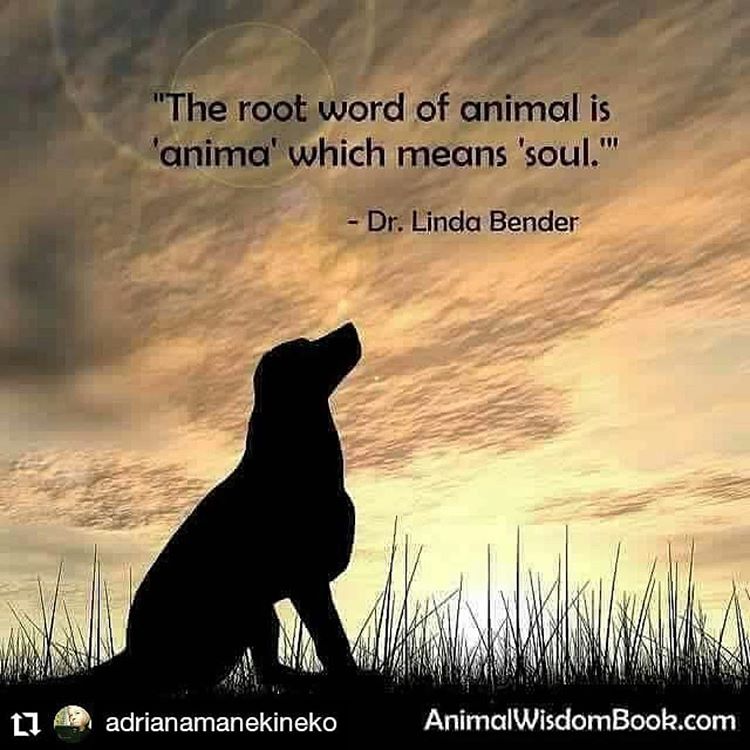 "The root word of animal is
'anima' which means 'soul.'"
- Dr. Linda Bender
adrianamanekineko
AnimalWisdomBook.com